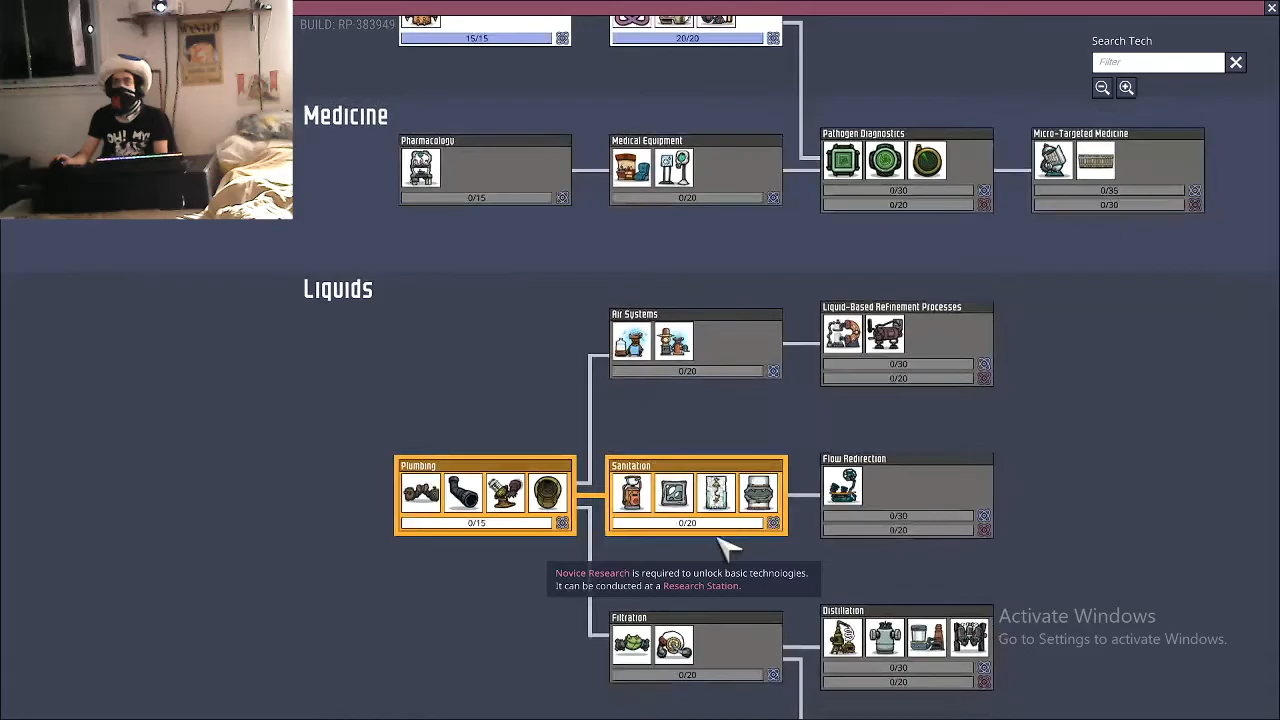 BUILD: RP-383949
15/15
20/20
Search Tech
Filter
WANTED
OH! MY!
Medicine
Pharmacology
0/15
Medical Equipment
0/20
Pathogen Diagnostics
0/30
0/20
Micro-Targeted Medicine
0/35
0/30
Liquids
Air Systems
0/20
Liquid-Based Refinement Processes
0/30
0/20
Plumbing
0/15
Sanitation
0/20
Flow Redirection
0/30
0/20
Novice Research is required to unlock basic technologies.
It can be conducted at a Research Station.
Filtration
0/20
Distillation
0/30
0/20
Activate Windows
Go to Settings to activate Windows.